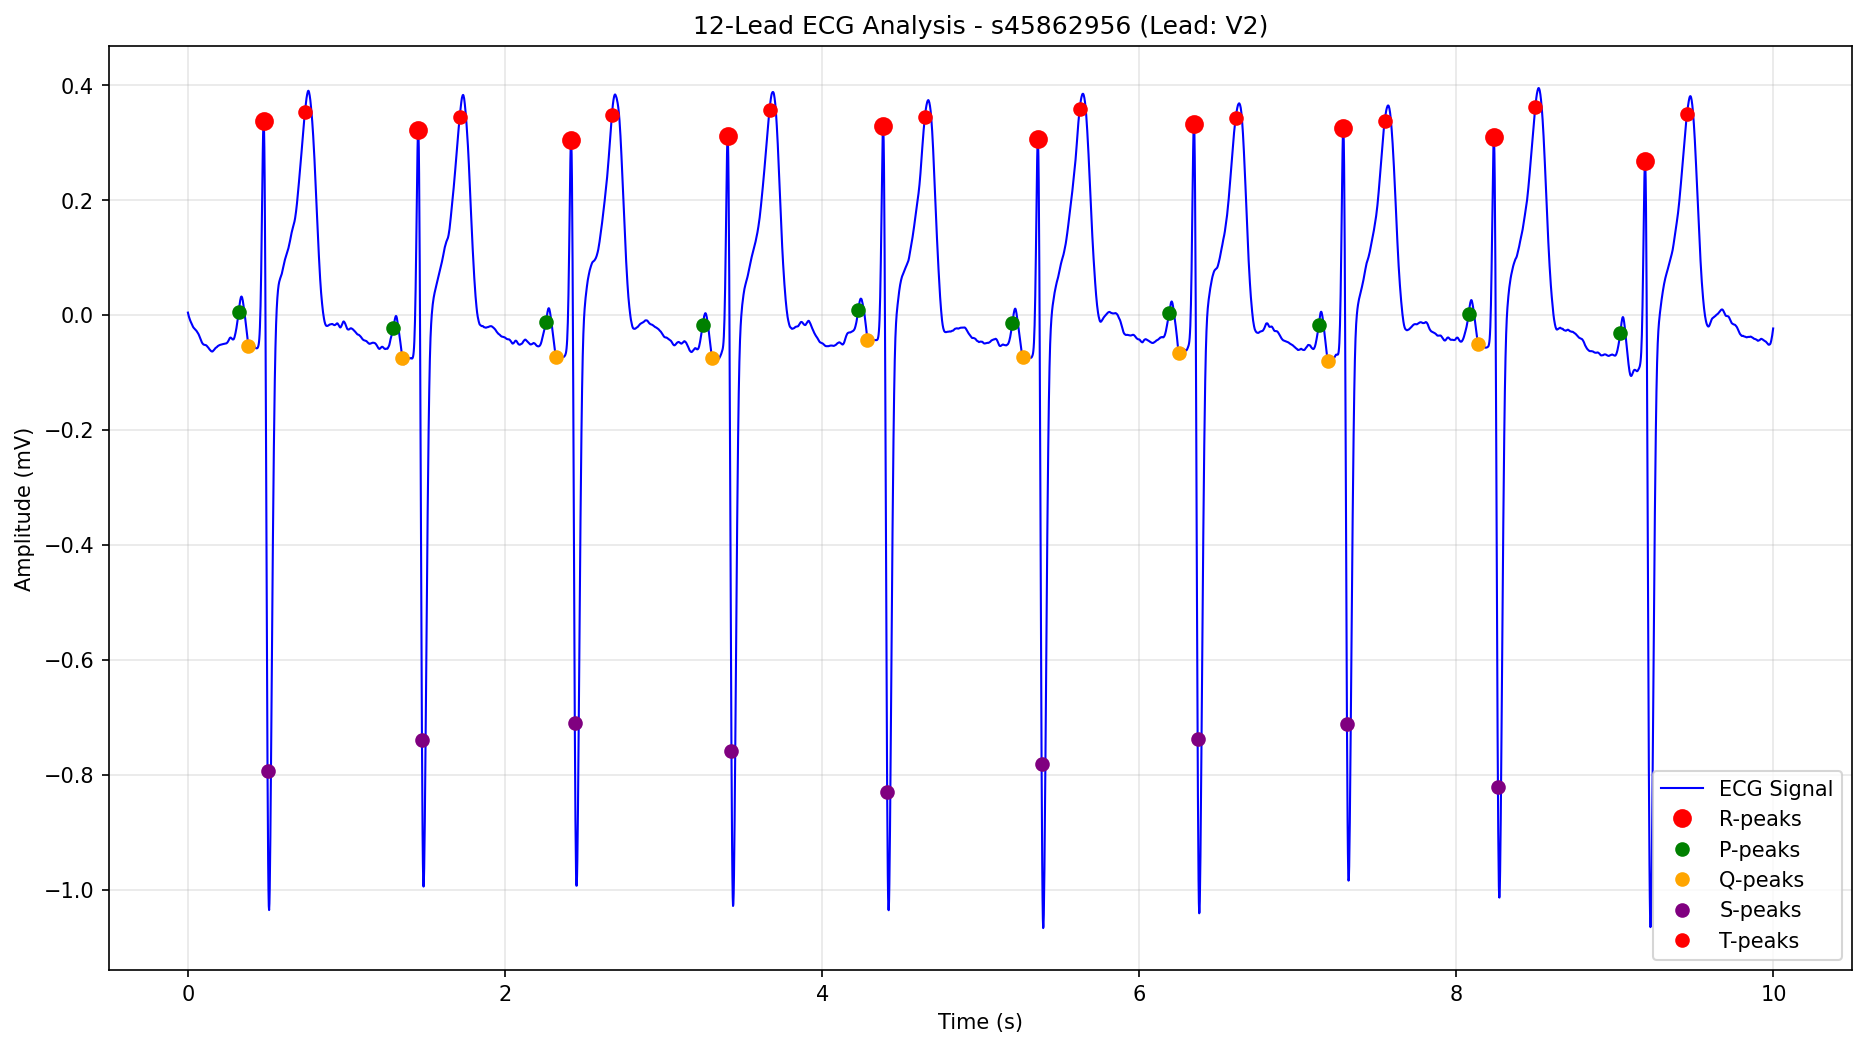 12-Lead ECG Analysis - s45862956 (Lead: V2)
Amplitude (mV)
0.4
0.2
0.0
−0.2
−0.4
−0.6
−0.8
−1.0
0 2 4 6 8 10
Time (s)
ECG Signal
R-peaks
P-peaks
Q-peaks
S-peaks
T-peaks